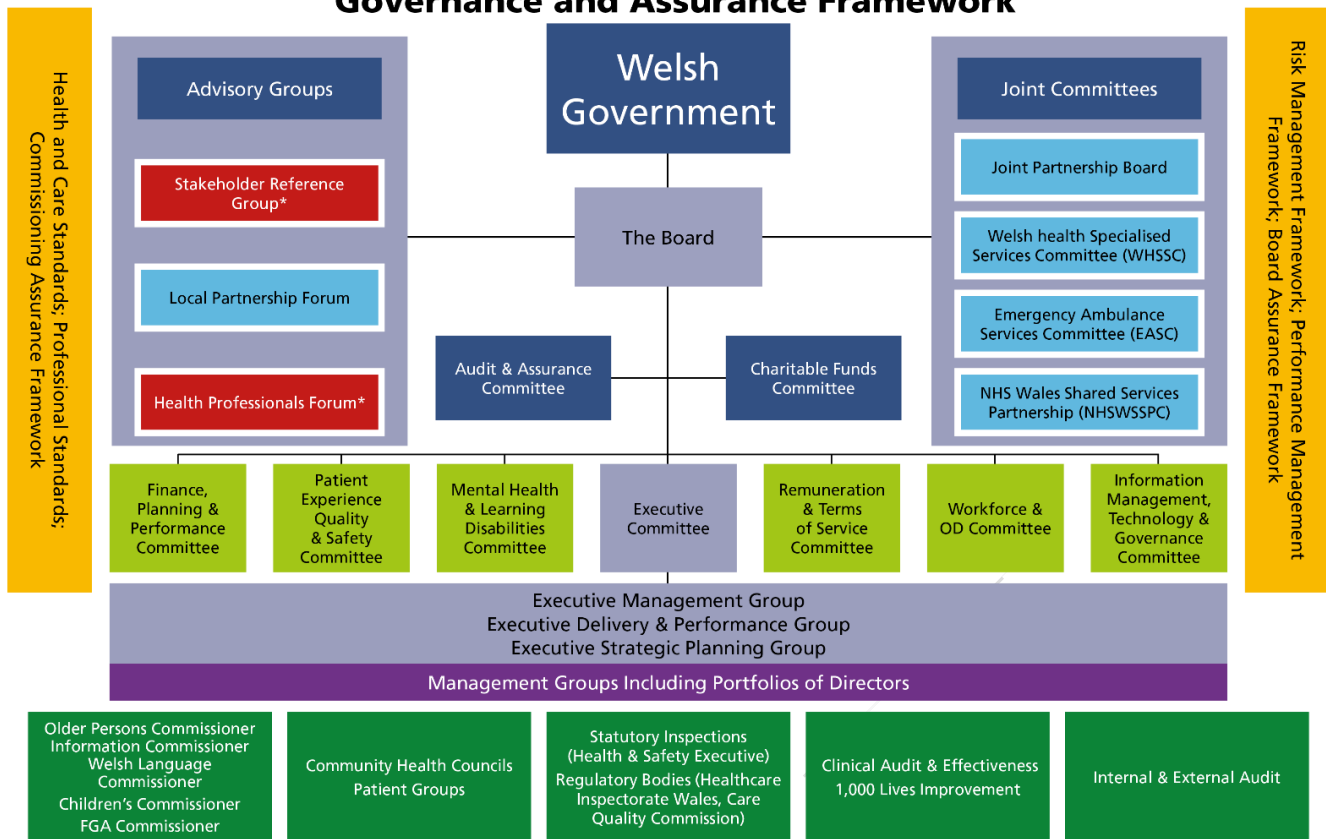 Governance and Assurance Framework
Health and Care Standards; Professional Standards;
Commissioning Assurance Framework
Advisory Groups
Stakeholder Reference
Group*
Local Partnership Forum
Health Professionals Forum*
Welsh
Government
The Board
Audit & Assurance
Committee
Charitable Funds
Committee
Joint Committees
Joint Partnership Board
Welsh health Specialised
Services Committee (WHSSC)
Emergency Ambulance
Services Committee (EASC)
NHS Wales Shared Services
Partnership (NHSWSSPC)
Risk Management Framework; Performance Management
Framework; Board Assurance Framework
Finance,
Planning &
Performance
Committee
Patient
Experience
Quality
& Safety
Committee
Mental Health
& Learning
Disabilities
Committee
Executive
Committee
Remuneration
& Terms
of Service
Committee
Workforce &
OD Committee
Information
Management,
Technology &
Governance
Committee
Executive Management Group
Executive Delivery & Performance Group
Executive Strategic Planning Group
Management Groups Including Portfolios of Directors
Older Persons Commissioner
Information Commissioner
Welsh Language
Commissioner
Children's Commissioner
FGA Commissioner
Community Health Councils
Patient Groups
Statutory Inspections
(Health & Safety Executive)
Regulatory Bodies (Healthcare
Inspectorate Wales, Care
Quality Commission)
Clinical Audit & Effectiveness
1,000 Lives Improvement
Internal & External Audit